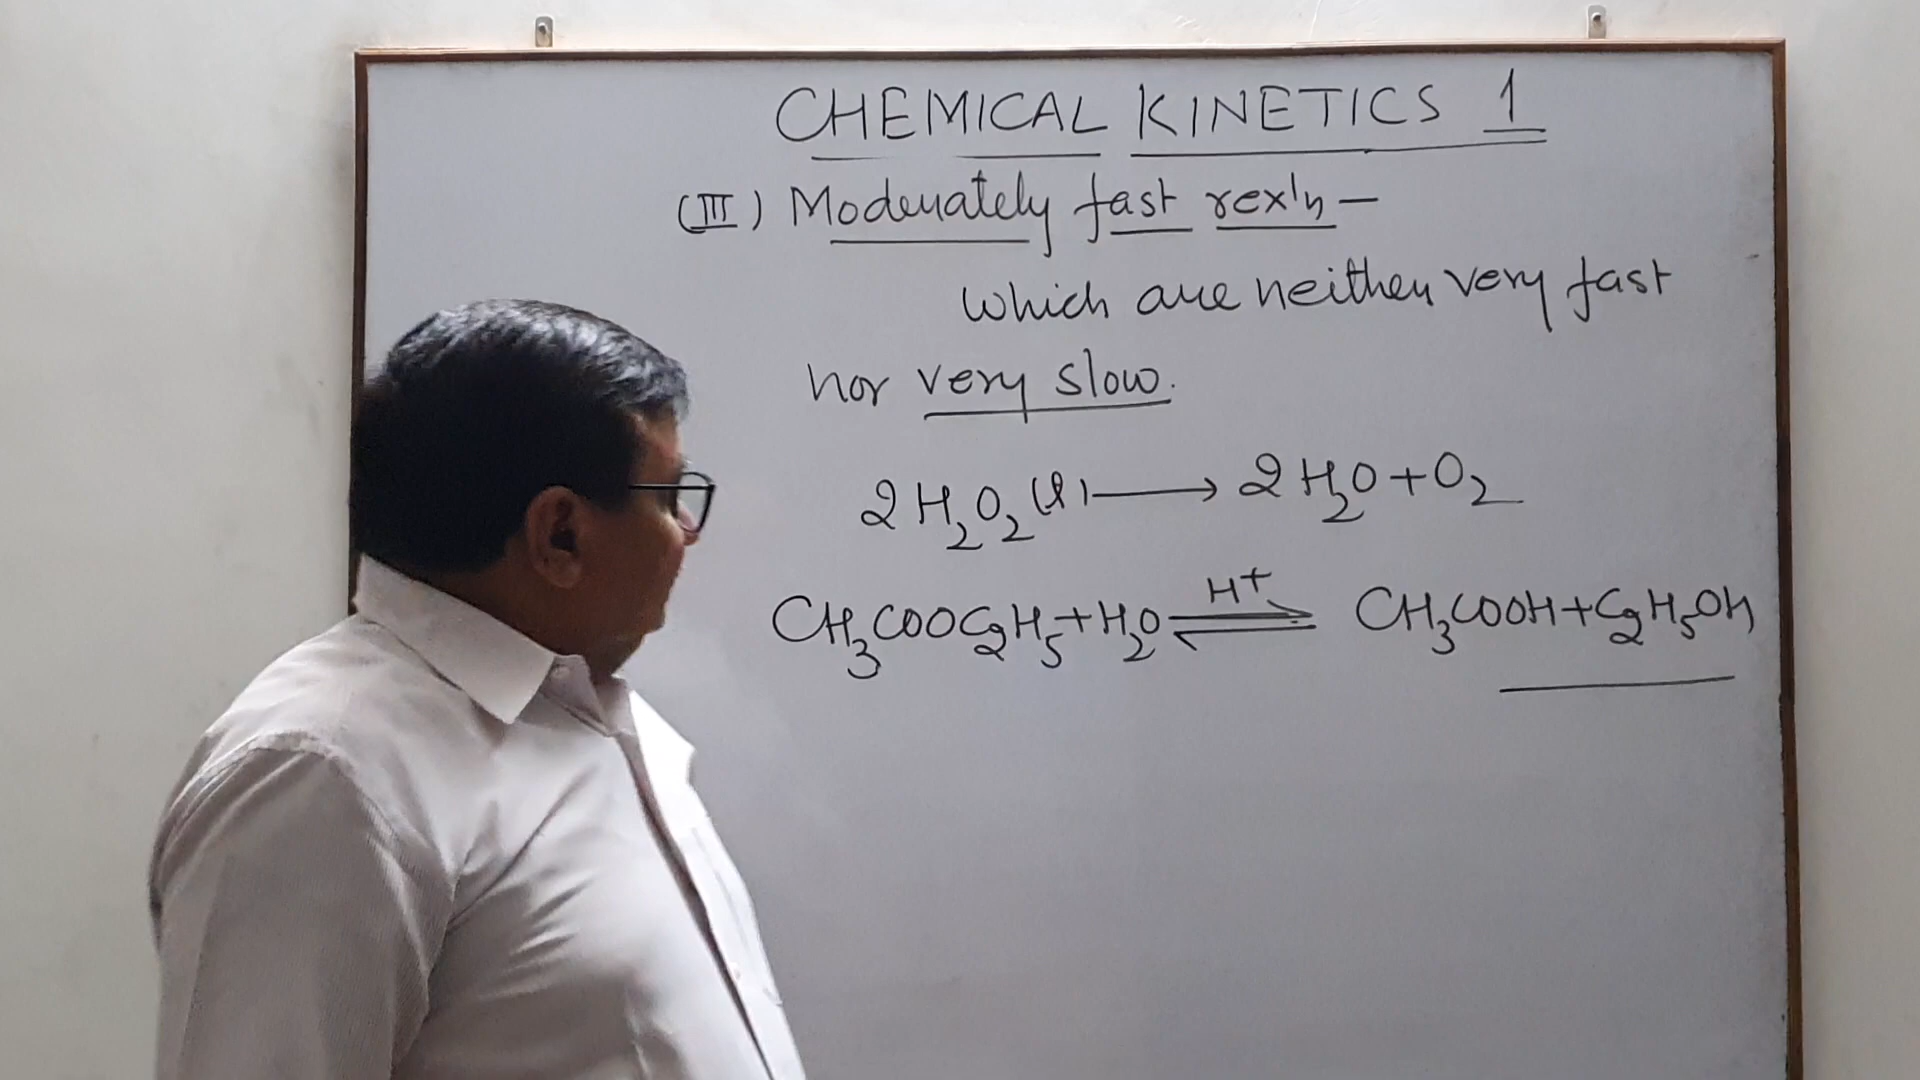 CHEMICAL KINETICS 1
(III) Moderately fast rex'n —
which are neither very fast
nor very slow.
2H₂O₂(l) ⟶ 2H₂O + O₂
CH₃COOC₂H₅ + H₂O ⇌ H⁺ CH₃COOH + C₂H₅OH